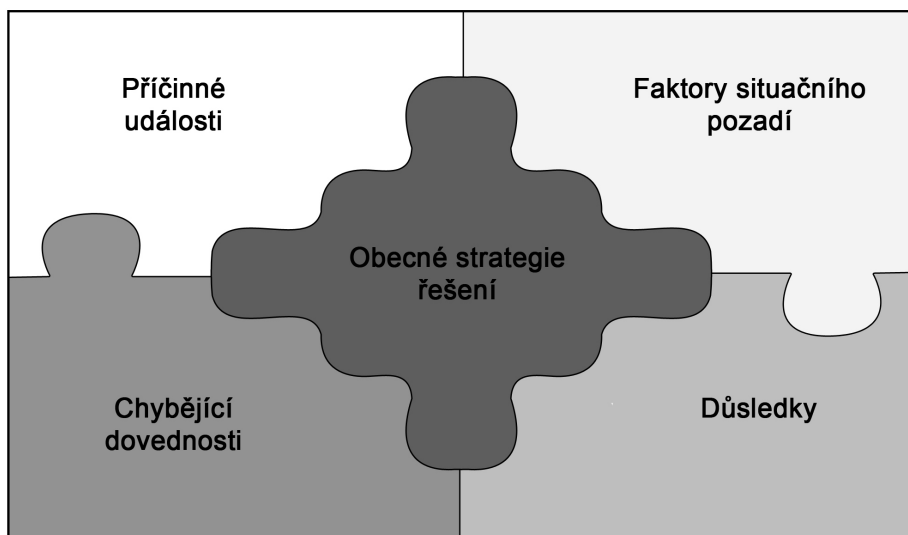 Příčinné
události
Faktory situačního
pozadí
Obecné strategie
řešení
Chybějící
dovednosti
Důsledky